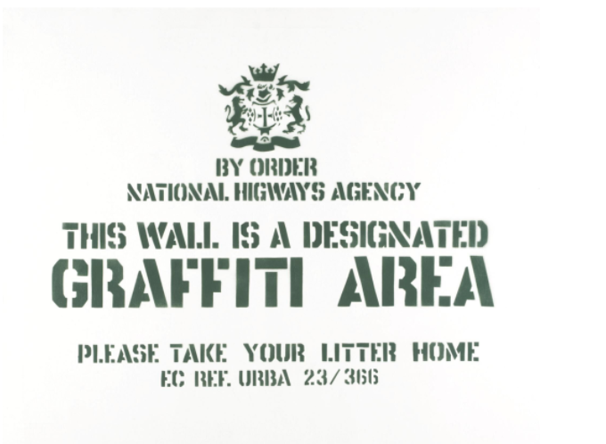 BY ORDER
NATIONAL HIGWAYS AGENCY
THIS WALL IS A DESIGNATED
GRAFFITI AREA
PLEASE TAKE YOUR LITTER HOME
EC REF. URBA 23/366